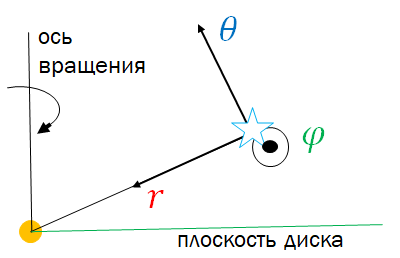 ось
вращения
θ
φ
r
плоскость диска